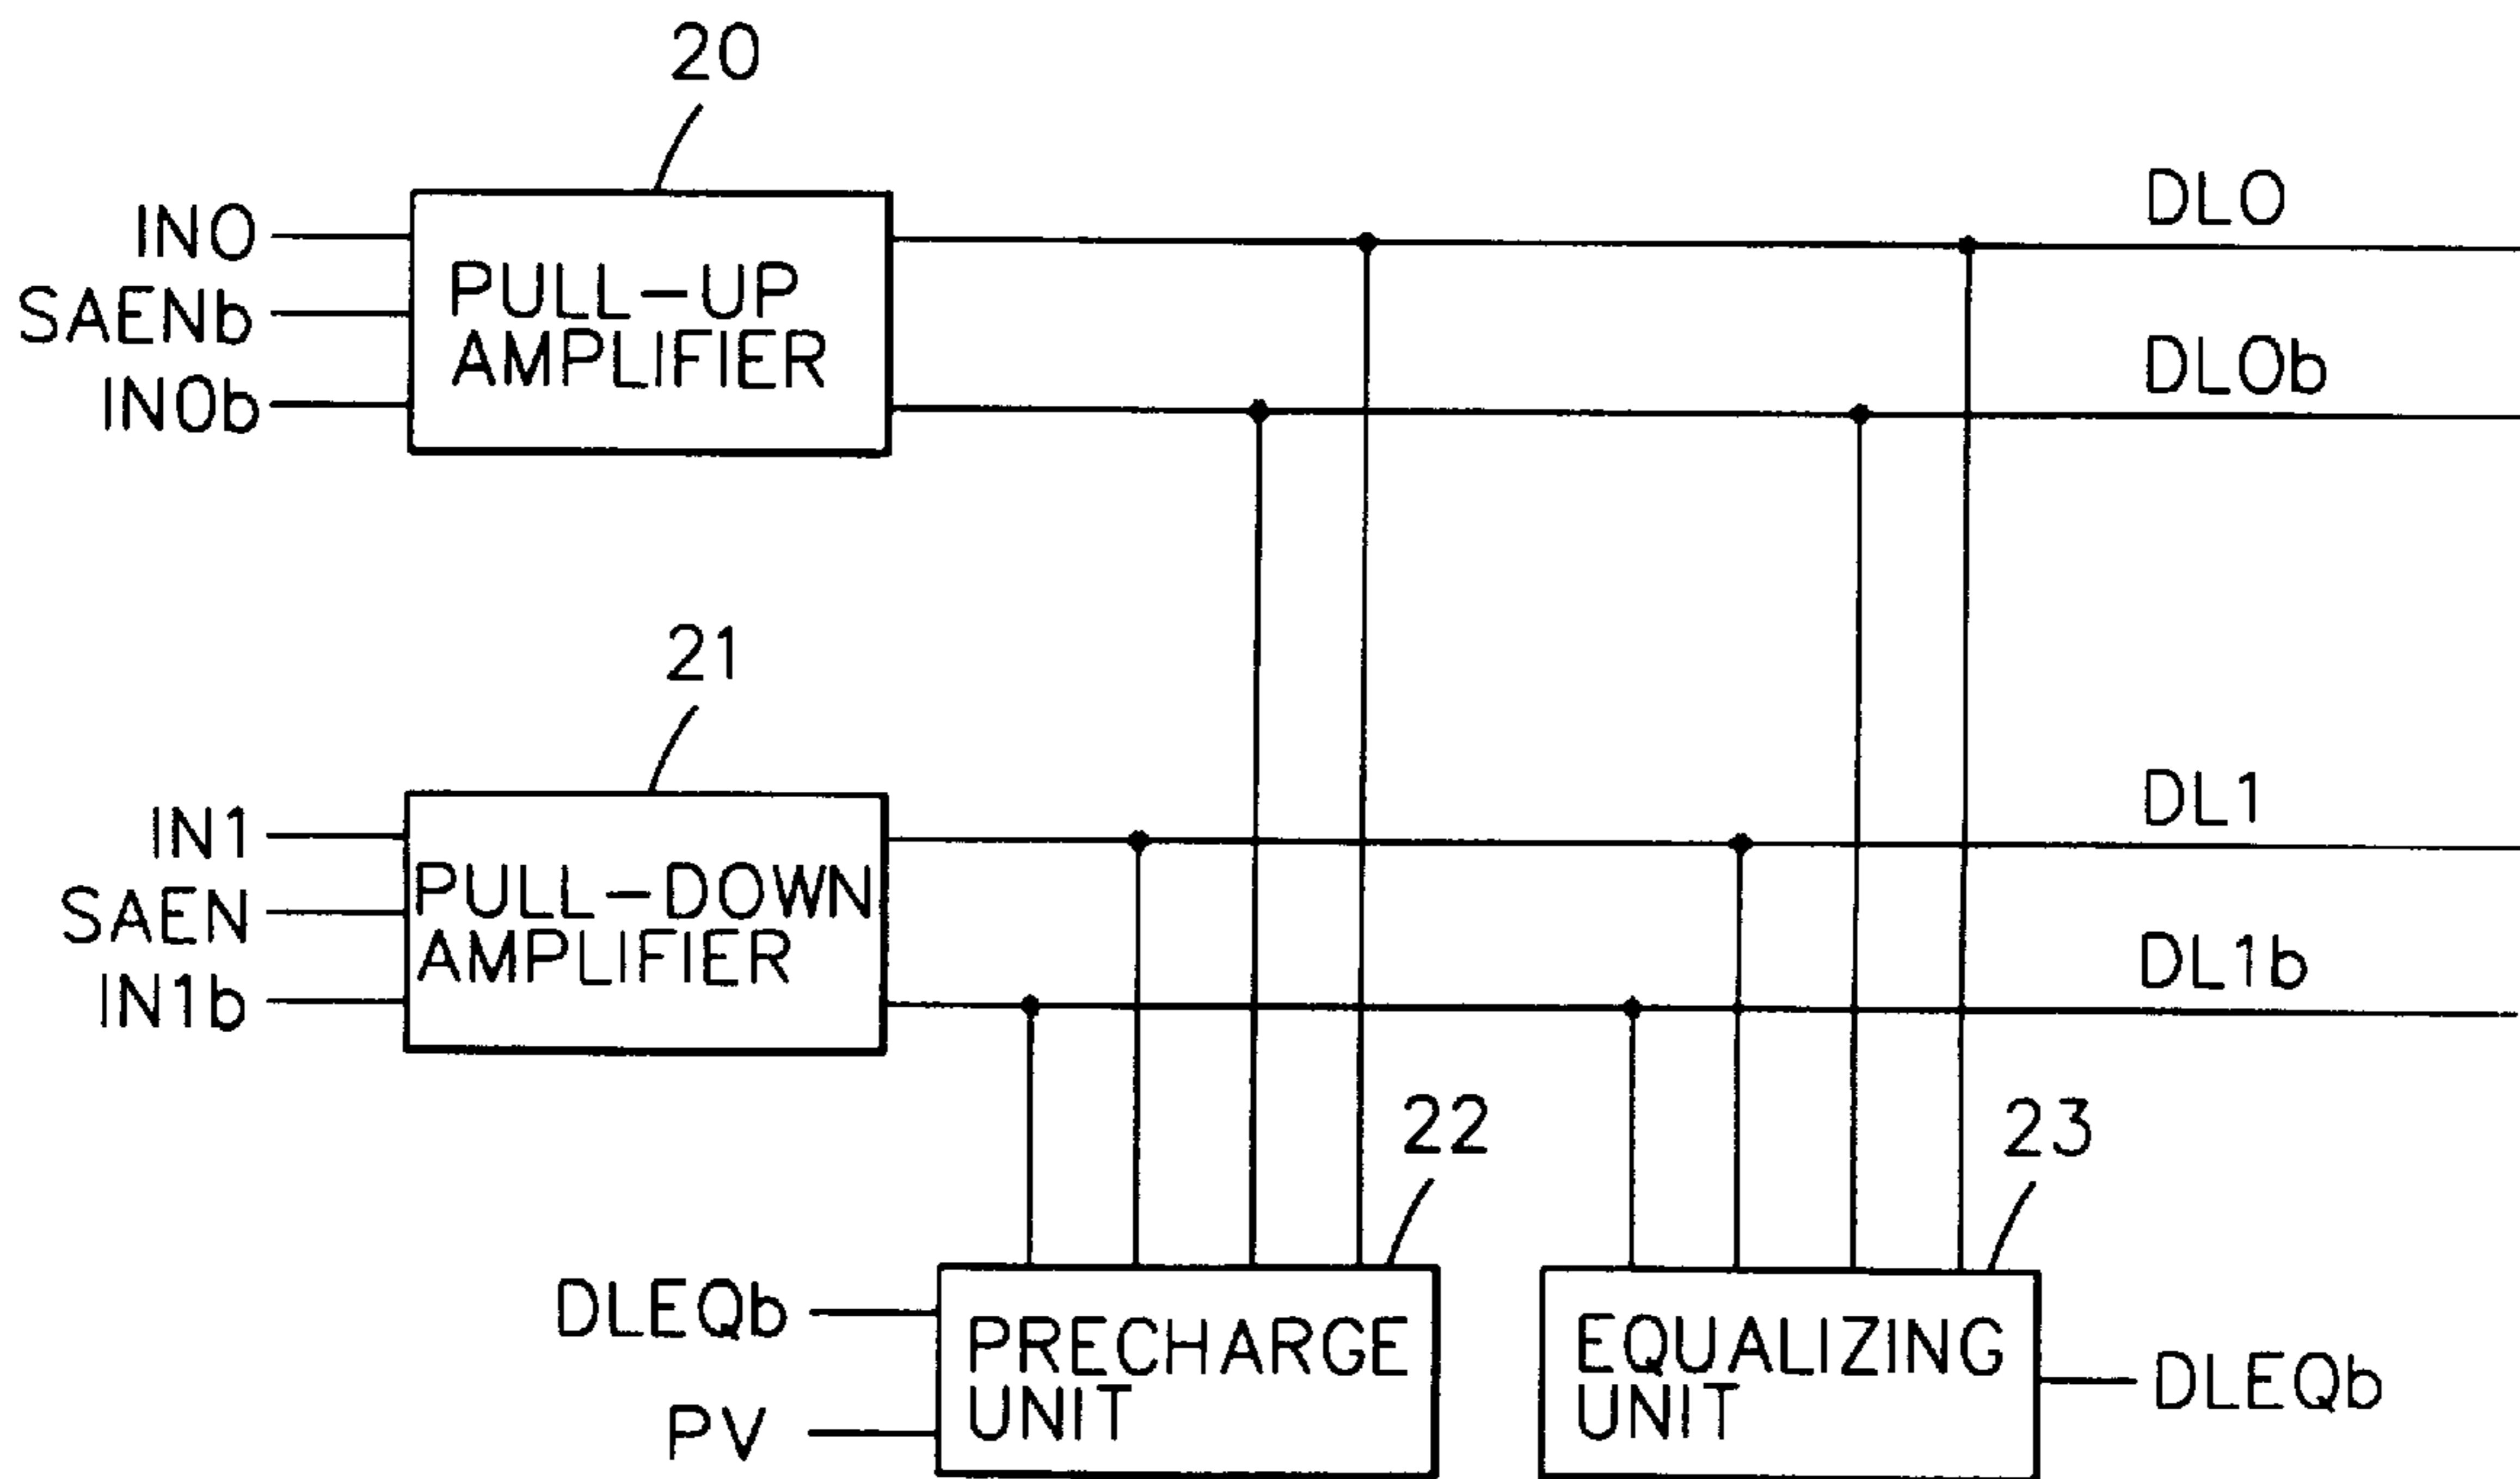 20
IN0
SAENb
IN0b
PULL-UP
AMPLIFIER
DL0
DL0b
21
IN1
SAEN
IN1b
PULL-DOWN
AMPLIFIER
DL1
DL1b
22
23
DLEQb
PV
PRECHARGE
UNIT
EQUALIZING
UNIT
DLEQb